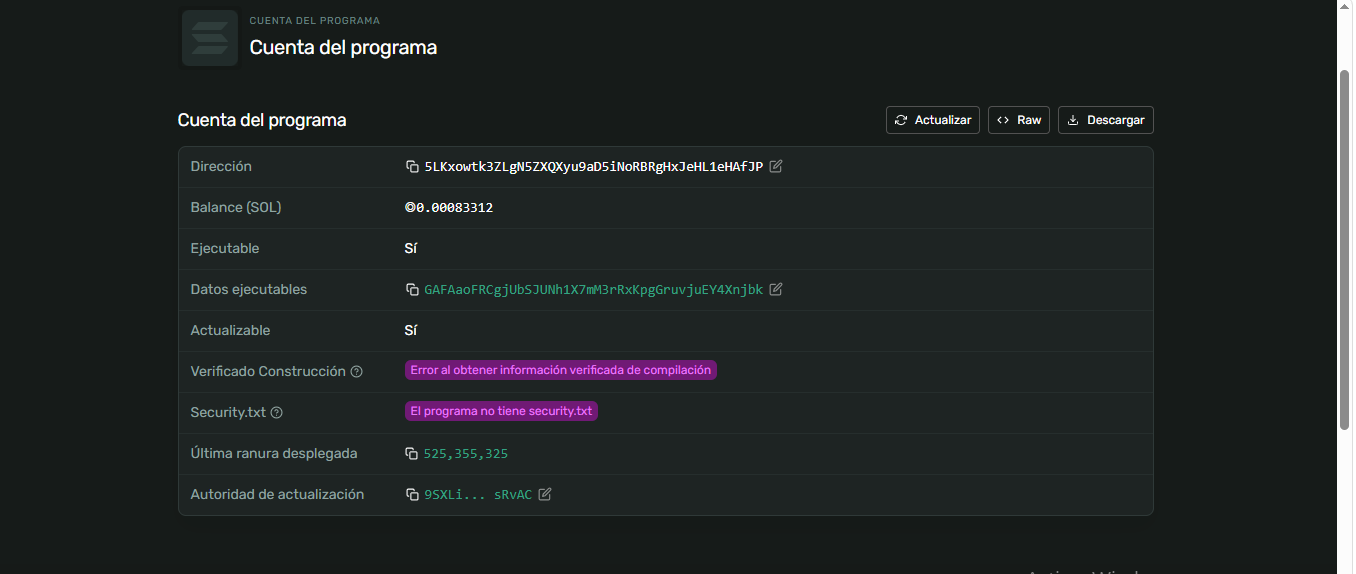 CUENTA DEL PROGRAMA
Cuenta del programa
Cuenta del programa
Actualizar
Raw
Descargar
Dirección 5LKxowtk3ZLgN5ZXQXyu9aD5iNoRBRgHxJeHL1eHAfJP
Balance (SOL) ◎0.00083312
Ejecutable Sí
Datos ejecutables GAFAaoFRCgjUbSJUNh1X7mM3rRxKpgGruvjuEY4Xnjbk
Actualizable Sí
Verificado Construcción Error al obtener información verificada de compilación
Security.txt El programa no tiene security.txt
Última ranura desplegada 525,355,325
Autoridad de actualización 9SXLi... sRvAC